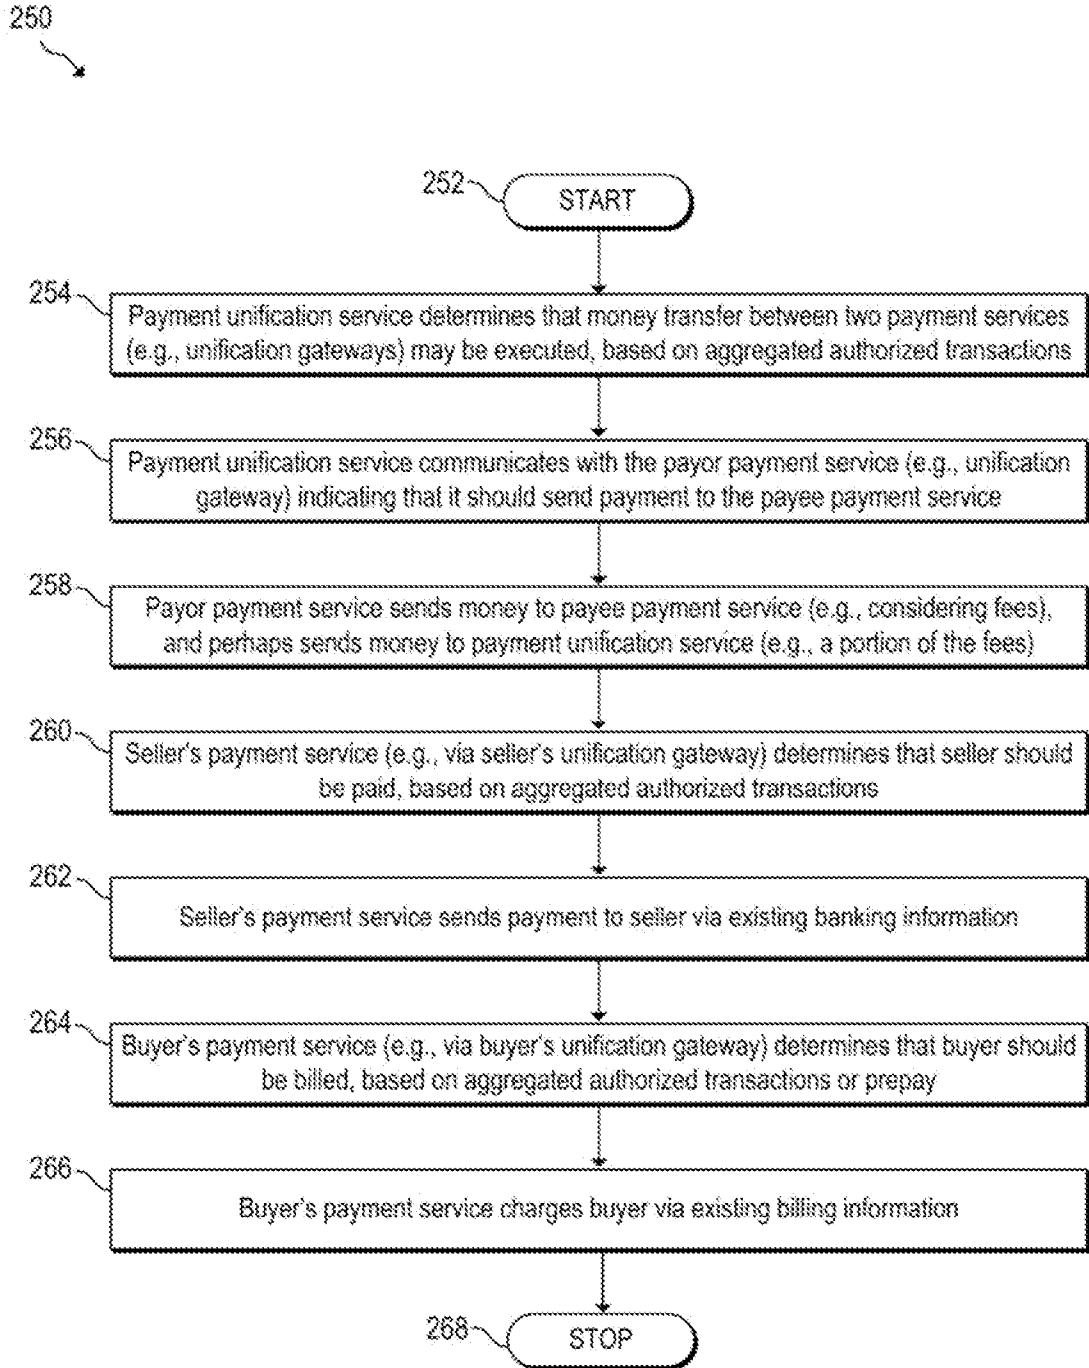 250
252
START
254
Payment unification service determines that money transfer between two payment services
(e.g., unification gateways) may be executed, based on aggregated authorized transactions
256
Payment unification service communicates with the payor payment service (e.g., unification
gateway) indicating that it should send payment to the payee payment service
258
Payor payment service sends money to payee payment service (e.g., considering fees),
and perhaps sends money to payment unification service (e.g., a portion of the fees)
260
Seller's payment service (e.g., via seller's unification gateway) determines that seller should
be paid, based on aggregated authorized transactions
262
Seller's payment service sends payment to seller via existing banking information
264
Buyer's payment service (e.g., via buyer's unification gateway) determines that buyer should
be billed, based on aggregated authorized transactions or prepay
266
Buyer's payment service charges buyer via existing billing information
268
STOP